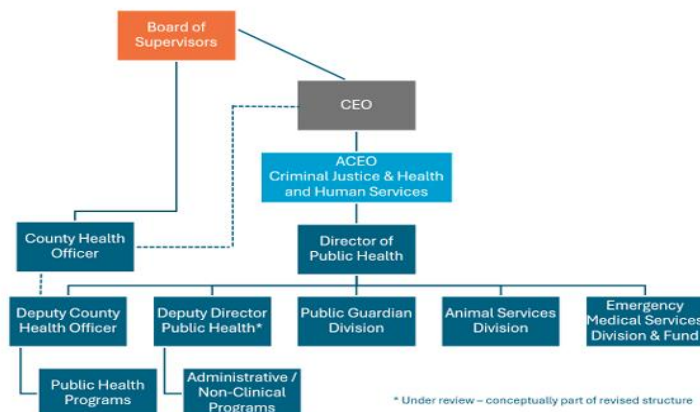 Board of
Supervisors
CEO
ACEO
Criminal Justice & Health
and Human Services
County Health
Officer
Director of
Public Health
Deputy County
Health Officer
Deputy Director
Public Health*
Public Guardian
Division
Animal Services
Division
Emergency
Medical Services
Division & Fund
Public Health
Programs
Administrative /
Non-Clinical
Programs
* Under review – conceptually part of revised structure